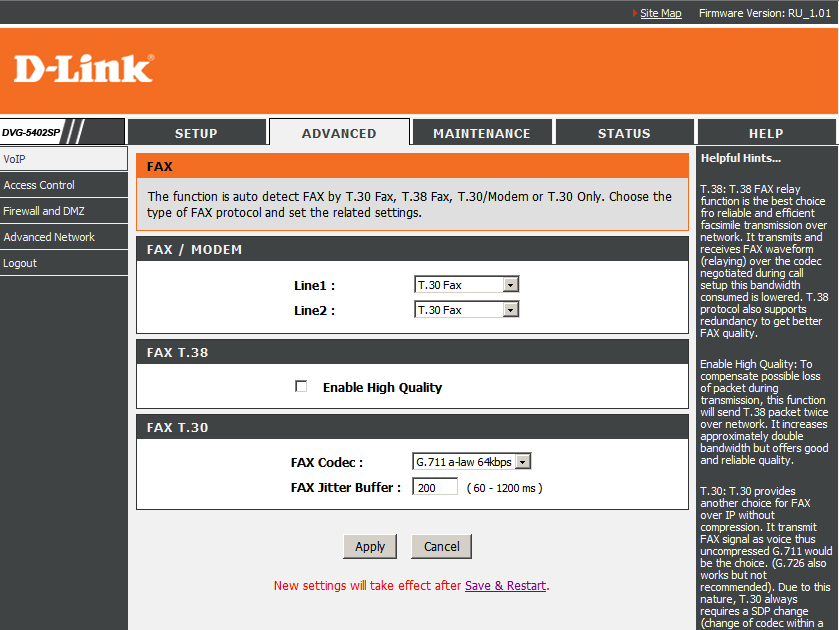 Site Map Firmware Version: RU_1.01
D-Link®
DVG-5402SP SETUP ADVANCED MAINTENANCE STATUS HELP
VoIP
Access Control
Firewall and DMZ
Advanced Network
Logout
FAX
The function is auto detect FAX by T.30 Fax, T.38 Fax, T.30/Modem or T.30 Only. Choose the
type of FAX protocol and set the related settings.
FAX / MODEM
Line1 : T.30 Fax
Line2 : T.30 Fax
FAX T.38
Enable High Quality
FAX T.30
FAX Codec : G.711 a-law 64kbps
FAX Jitter Buffer : 200 ( 60 - 1200 ms )
Apply Cancel
New settings will take effect after Save & Restart.
Helpful Hints...
T.38: T.38 FAX relay
function is the best choice
fro reliable and efficient
facsimile transmission over
network. It transmits and
receives FAX waveform
(relaying) over the codec
negotiated during call
setup this bandwidth
consumed is lowered. T.38
protocol also supports
redundancy to get better
FAX quality.
Enable High Quality: To
compensate possible loss
of packet during
transmission, this function
will send T.38 packet twice
over network. It increases
approximately double
bandwidth but offers good
and reliable quality.
T.30: T.30 provides
another choice for FAX
over IP without
compression. It transmit
FAX signal as voice thus
uncompressed G.711 would
be the choice. (G.726 also
works but not
recommended). Due to this
nature, T.30 always
requires a SDP change
(change of codec within a